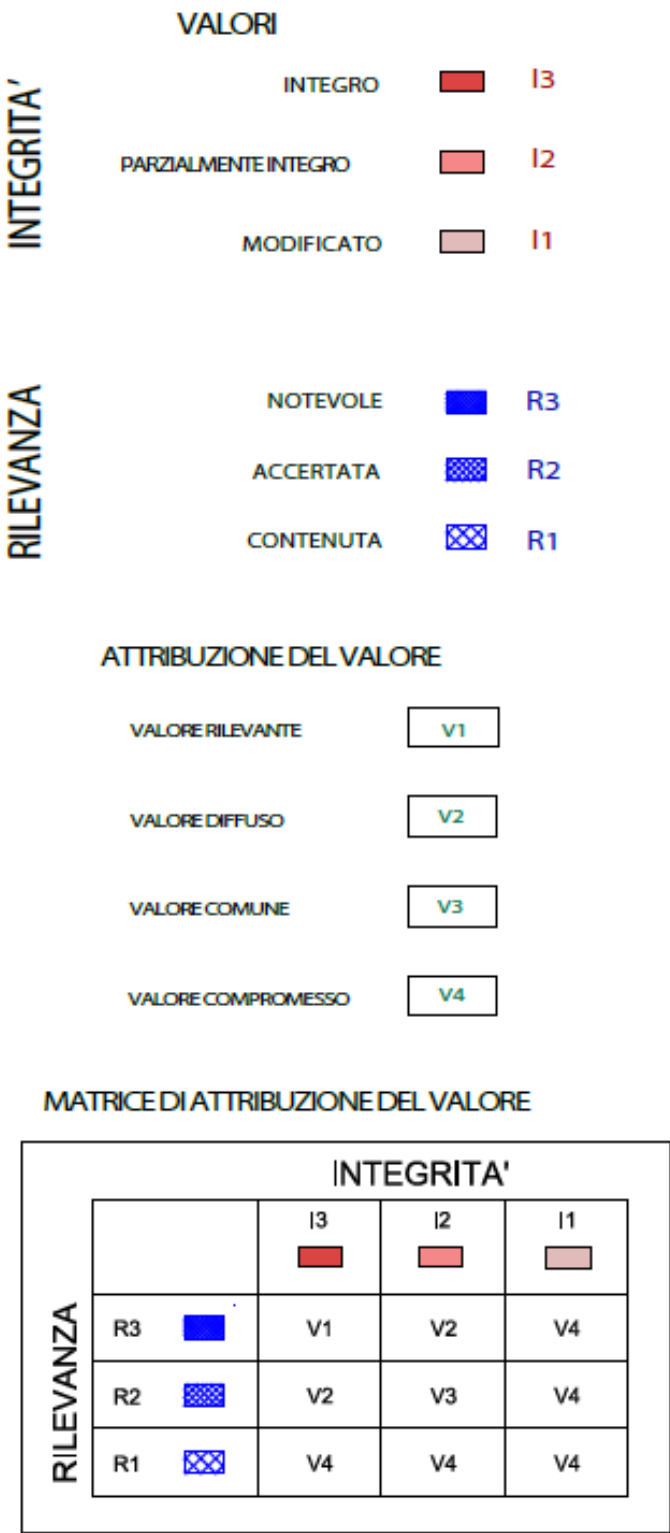 VALORI
INTEGRITA'
INTEGRO I3
PARZIALMENTE INTEGRO I2
MODIFICATO I1
RILEVANZA
NOTEVOLE R3
ACCERTATA R2
CONTENUTA R1
ATTRIBUZIONE DEL VALORE
VALORE RILEVANTE V1
VALORE DIFFUSO V2
VALORE COMUNE V3
VALORE COMPROMESSO V4
MATRICE DI ATTRIBUZIONE DEL VALORE
INTEGRITA'
I3 I2 I1
RILEVANZA
R3 V1 V2 V4
R2 V2 V3 V4
R1 V4 V4 V4